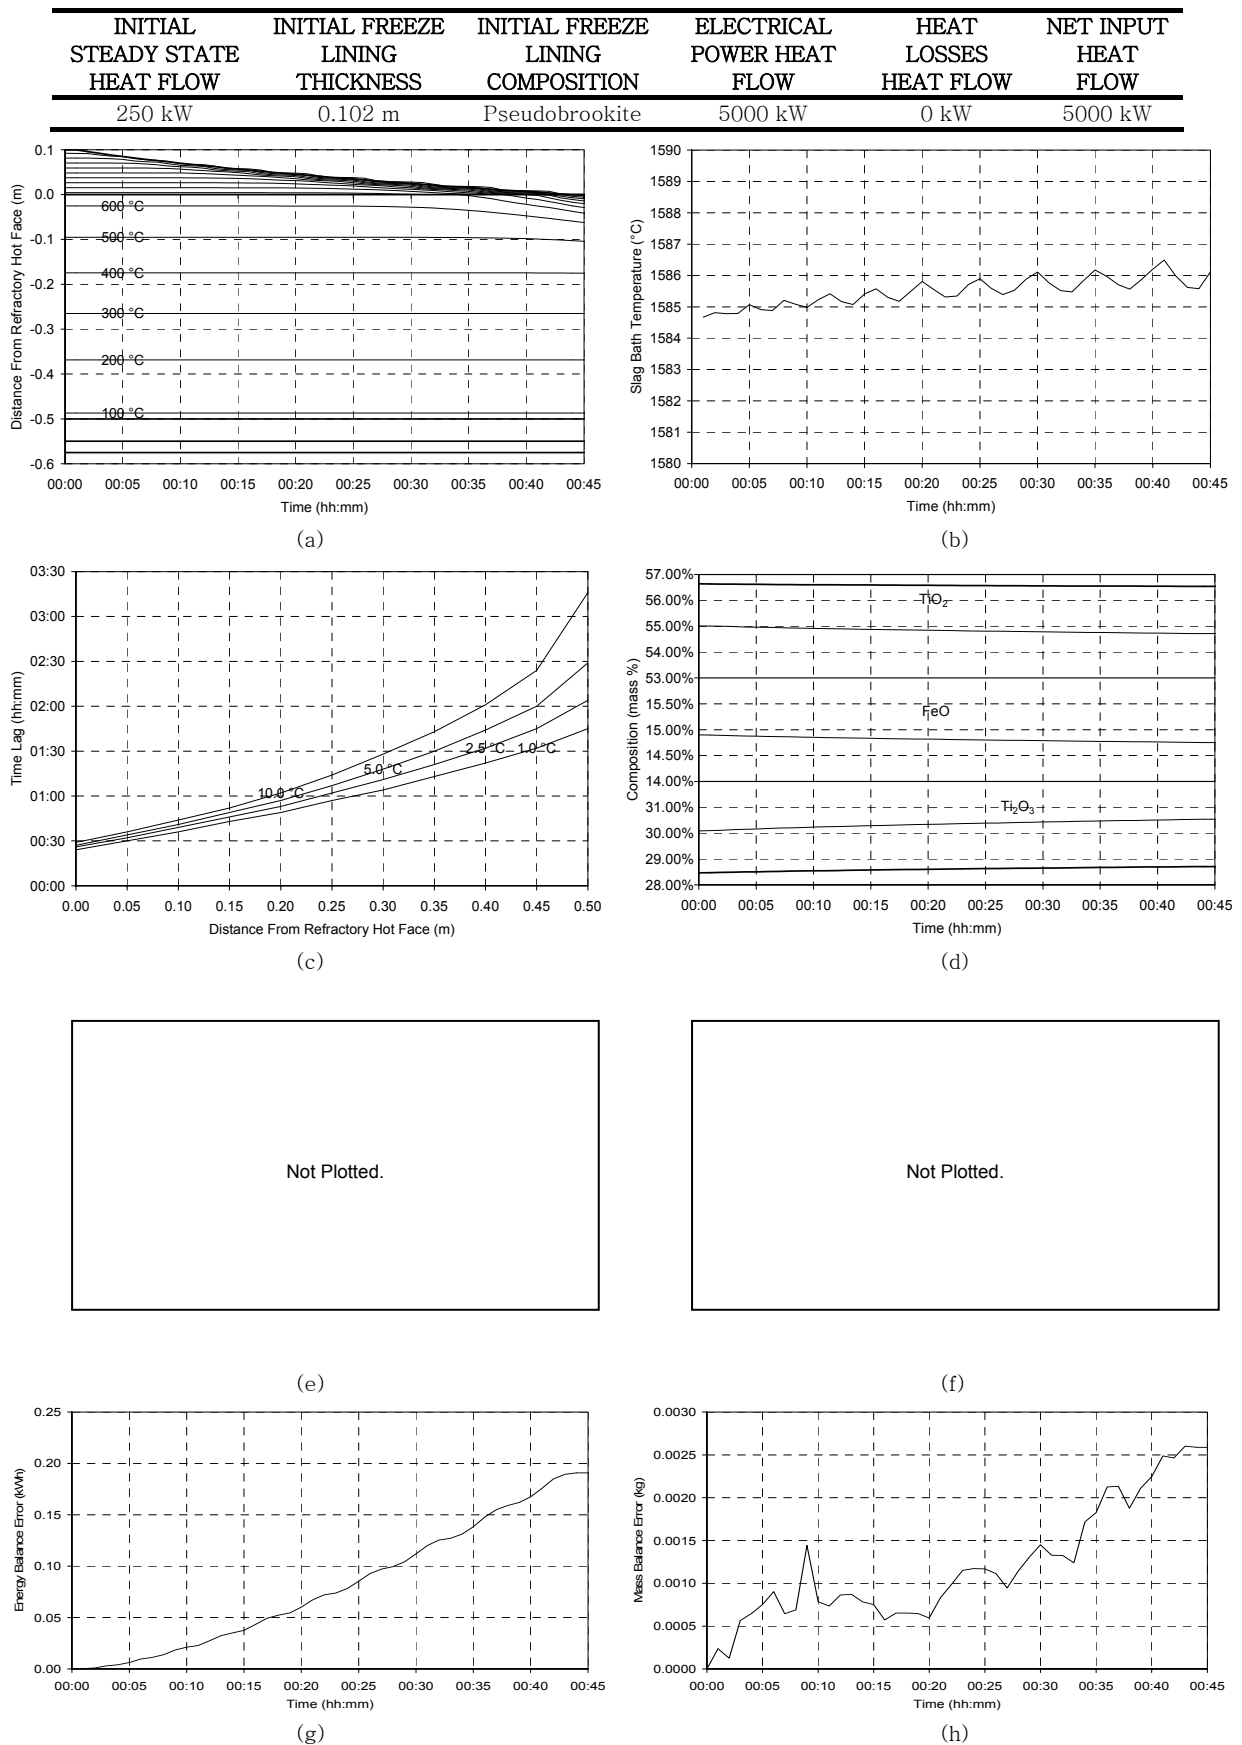 INITIAL STEADY STATE HEAT FLOW	INITIAL FREEZE LINING THICKNESS	INITIAL FREEZE LINING COMPOSITION	ELECTRICAL POWER HEAT FLOW	HEAT LOSSES HEAT FLOW	NET INPUT HEAT FLOW
250 kW	0.102 m	Pseudobrookite	5000 kW	0 kW	5000 kW
Distance From Refractory Hot Face (m)
0.1
0.0
-0.1
-0.2
-0.3
-0.4
-0.5
-0.6
600 °C
500 °C
400 °C
300 °C
200 °C
100 °C
00:00 00:05 00:10 00:15 00:20 00:25 00:30 00:35 00:40 00:45
Time (hh:mm)
(a)
Slag Bath Temperature (°C)
1590
1589
1588
1587
1586
1585
1584
1583
1582
1581
1580
00:00 00:05 00:10 00:15 00:20 00:25 00:30 00:35 00:40 00:45
Time (hh:mm)
(b)
Time Lag (hh:mm)
03:30
03:00
02:30
02:00
01:30
01:00
00:30
00:00
10.0 °C
5.0 °C
2.5 °C
1.0 °C
0.00 0.05 0.10 0.15 0.20 0.25 0.30 0.35 0.40 0.45 0.50
Distance From Refractory Hot Face (m)
(c)
Composition (mass %)
57.00%
56.00%
55.00%
54.00%
53.00%
15.50%
15.00%
14.50%
14.00%
31.00%
30.00%
29.00%
28.00%
TiO₂
FeO
Ti₂O₃
00:00 00:05 00:10 00:15 00:20 00:25 00:30 00:35 00:40 00:45
Time (hh:mm)
(d)
Not Plotted.
(e)
Not Plotted.
(f)
Energy Balance Error (kWh)
0.25
0.20
0.15
0.10
0.05
0.00
00:00 00:05 00:10 00:15 00:20 00:25 00:30 00:35 00:40 00:45
Time (hh:mm)
(g)
Mass Balance Error (kg)
0.0030
0.0025
0.0020
0.0015
0.0010
0.0005
0.0000
00:00 00:05 00:10 00:15 00:20 00:25 00:30 00:35 00:40 00:45
Time (hh:mm)
(h)